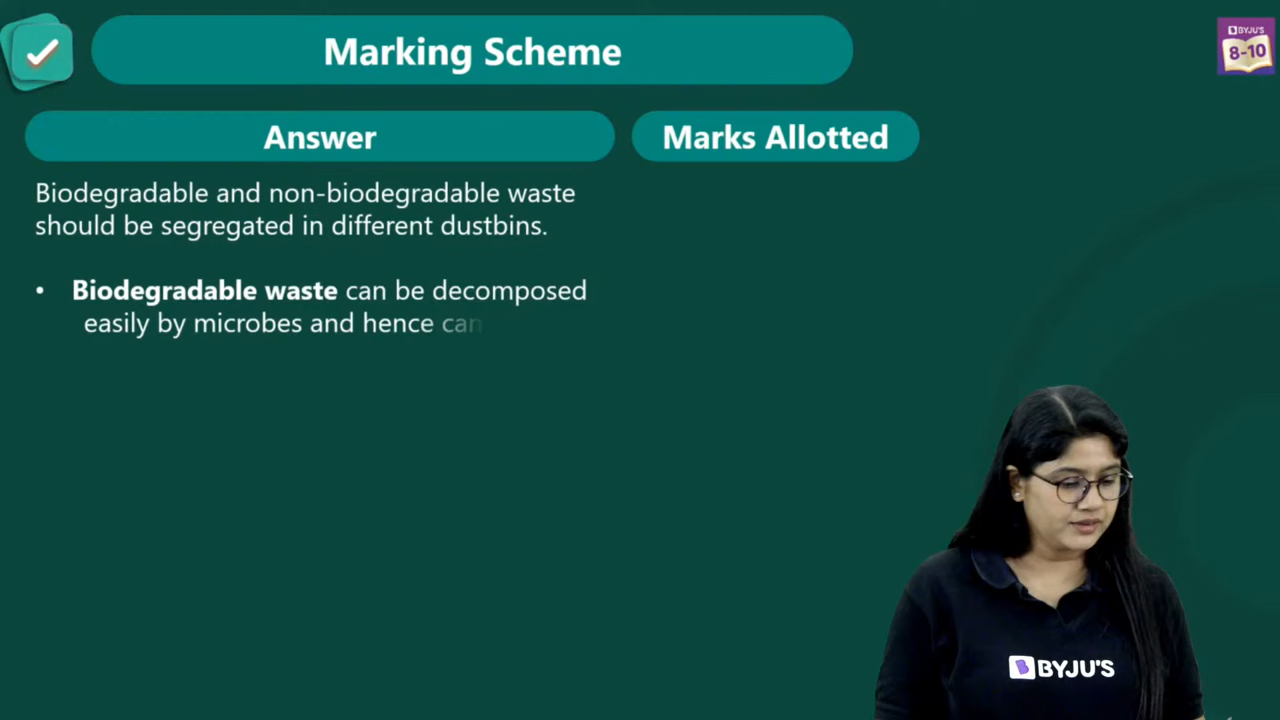 Marking Scheme
BYJU'S
8-10
Answer
Marks Allotted
Biodegradable and non-biodegradable waste
should be segregated in different dustbins.
• Biodegradable waste can be decomposed
easily by microbes and hence can
BYJU'S